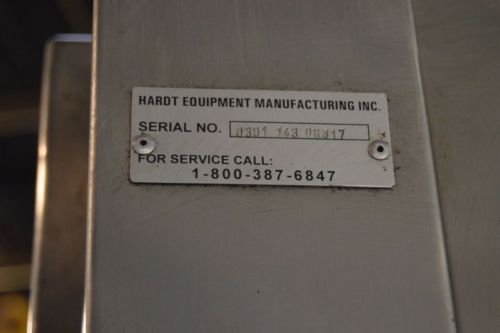 HARDT EQUIPMENT MANUFACTURING INC.
SERIAL NO. 0301 143 00317
FOR SERVICE CALL:
1-800-387-6847